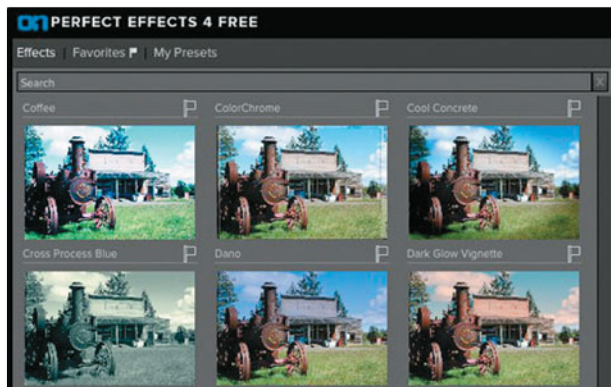 on PERFECT EFFECTS 4 FREE
Effects | Favorites | My Presets
Search X
Coffee ColorChrome Cool Concrete
Cross Process Blue Dano Dark Glow Vignette